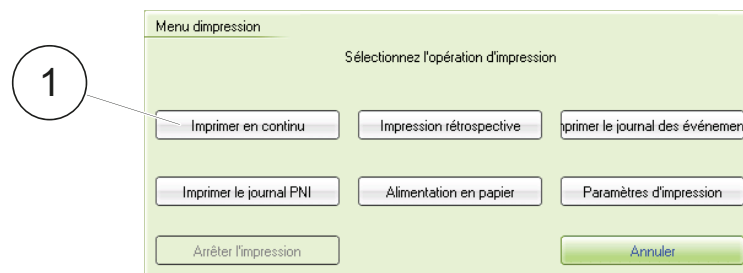 Menu dimpression
Sélectionnez l'opération d'impression
1
Imprimer en continu
Impression rétrospective
primer le journal des événemen
Imprimer le journal PNI
Alimentation en papier
Paramètres d'impression
Arrêter l'impression
Annuler